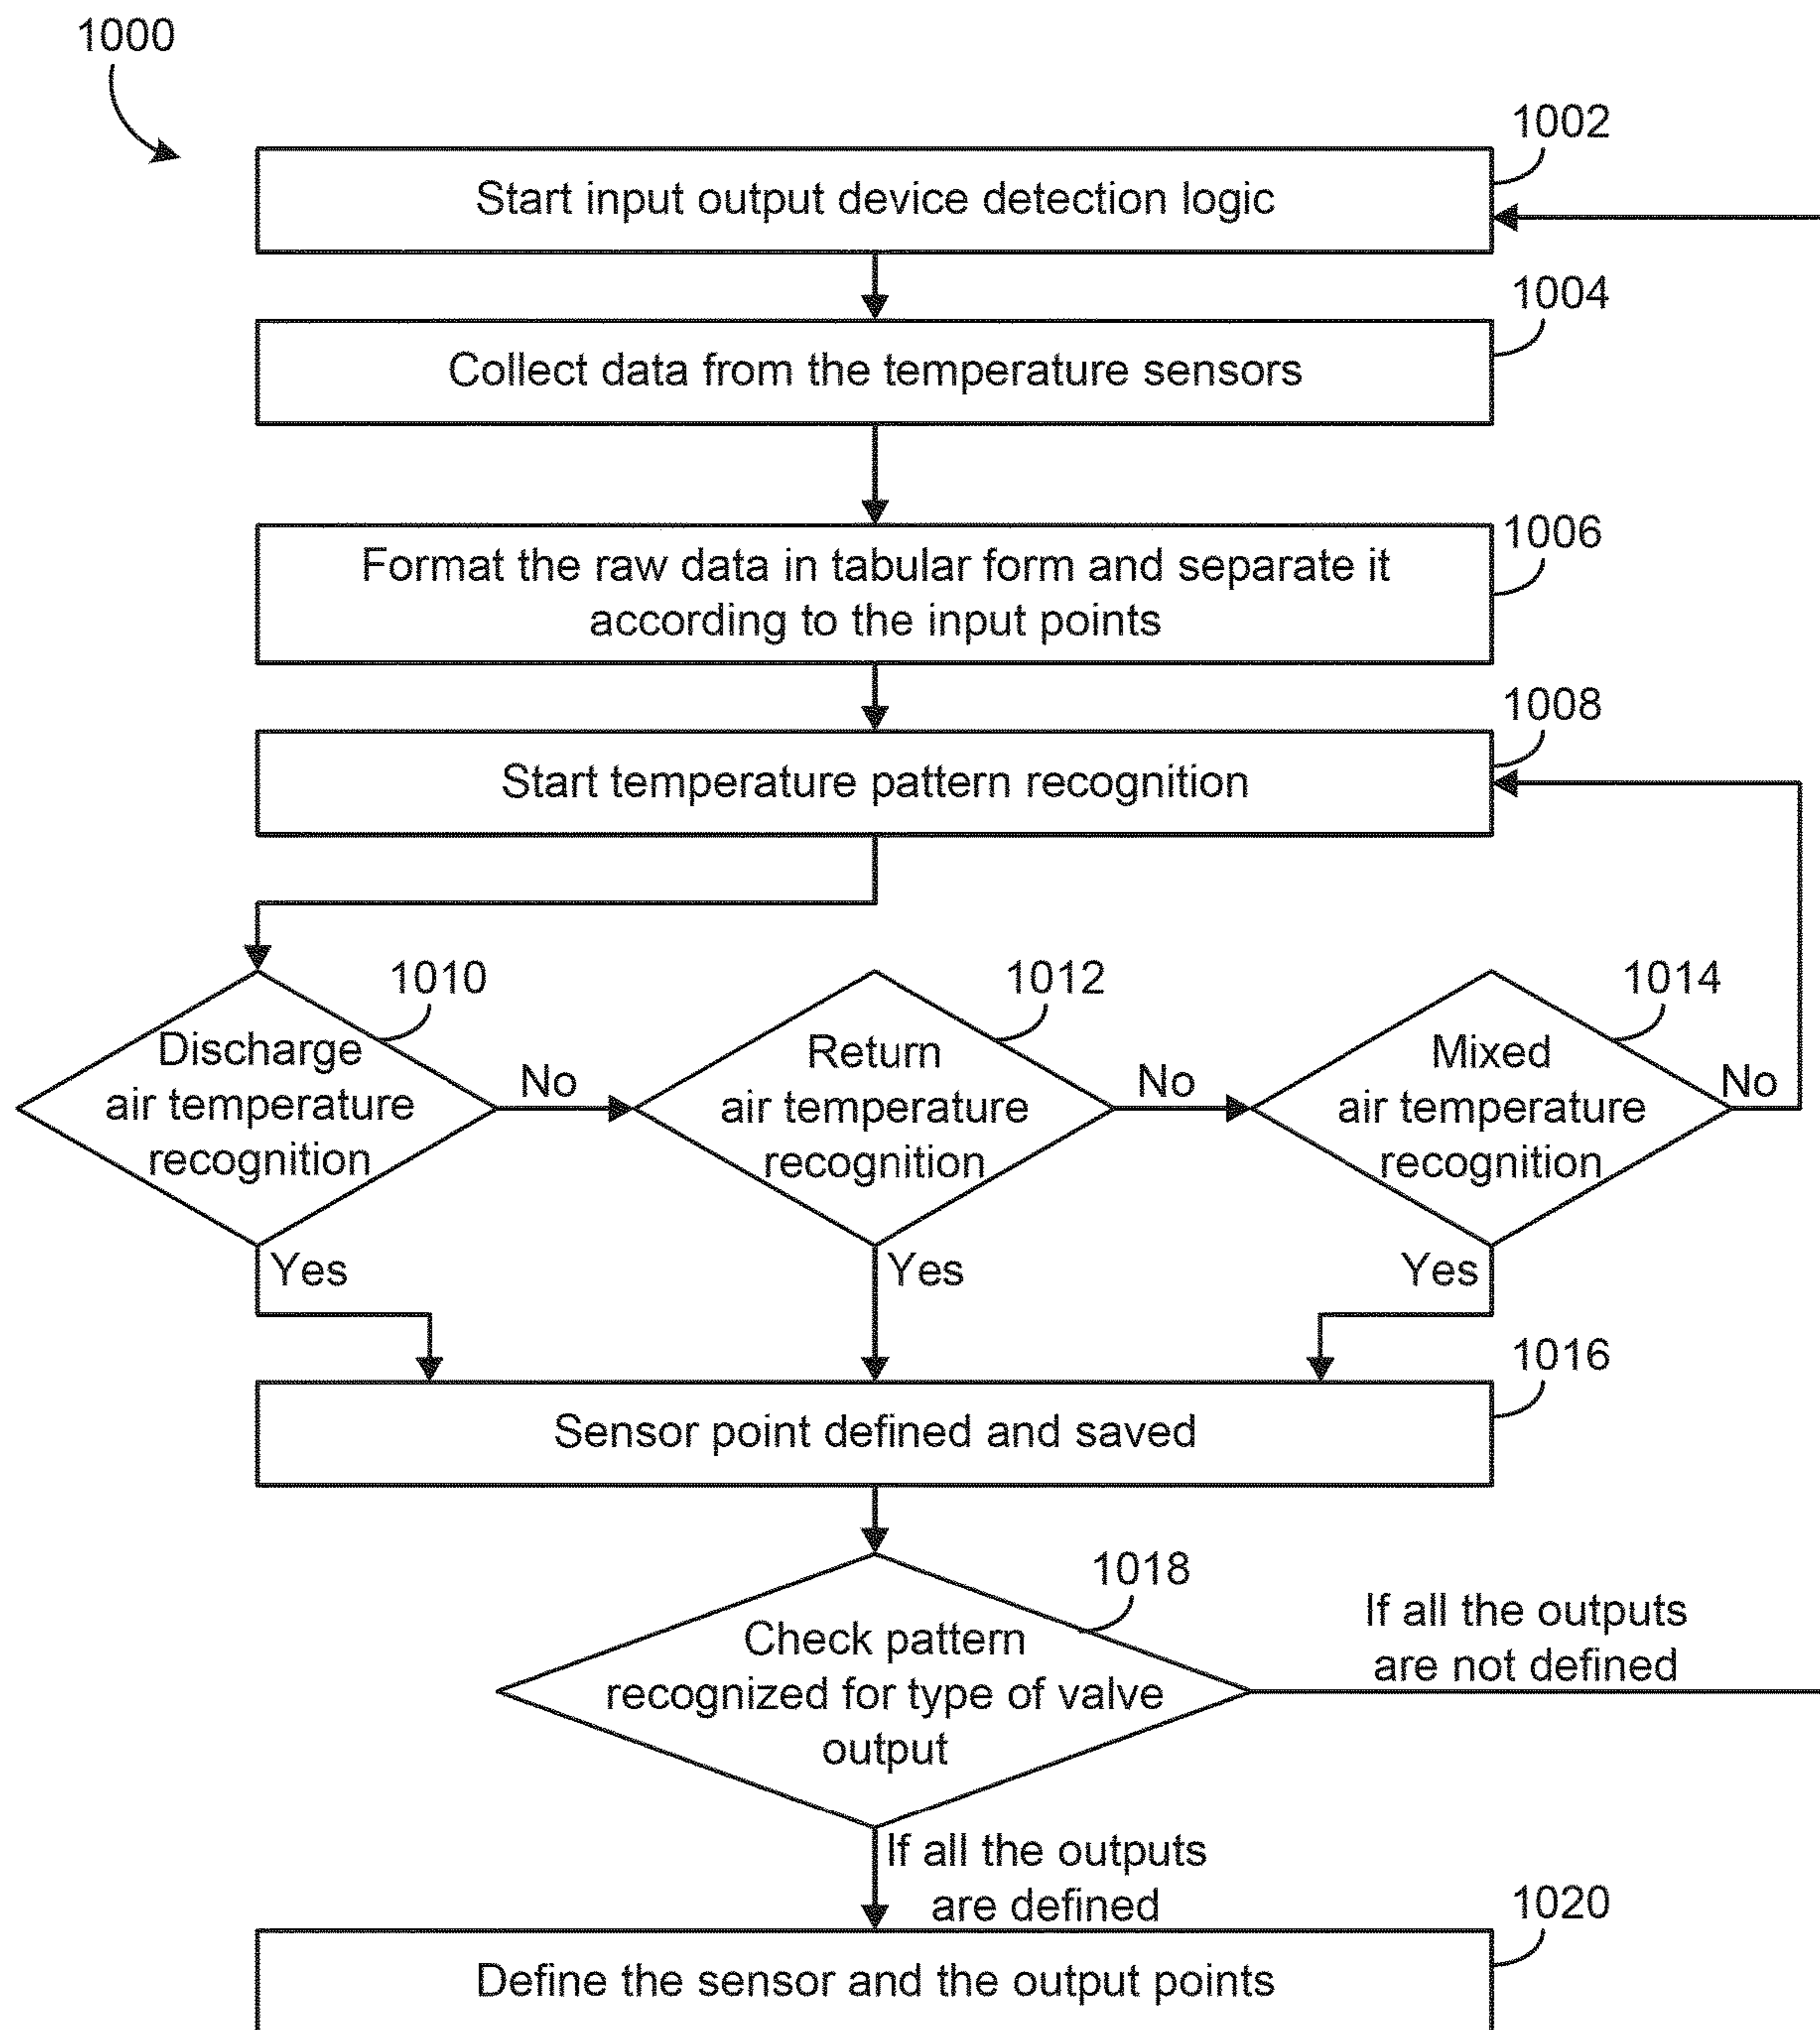 1000
1002
Start input output device detection logic
1004
Collect data from the temperature sensors
1006
Format the raw data in tabular form and separate it
according to the input points
1008
Start temperature pattern recognition
1010
Discharge
air temperature
recognition
No
1012
Return
air temperature
recognition
No
1014
Mixed
air temperature
recognition
No
Yes
Yes
Yes
1016
Sensor point defined and saved
1018
Check pattern
recognized for type of valve
output
If all the outputs
are not defined
If all the outputs
are defined
1020
Define the sensor and the output points